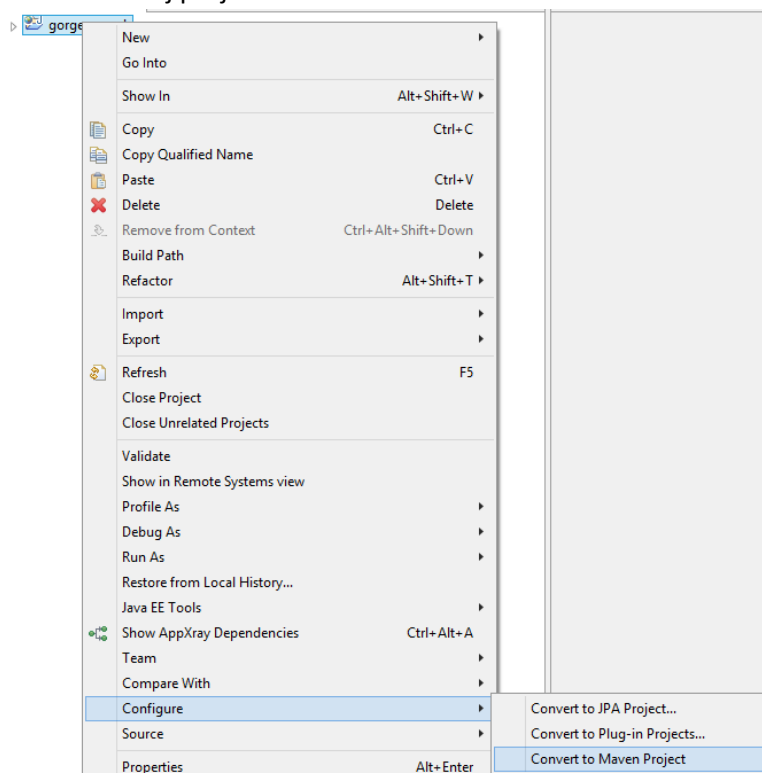 gorge
New
Go Into
Show In Alt+Shift+W
Copy Ctrl+C
Copy Qualified Name
Paste Ctrl+V
Delete Delete
Remove from Context Ctrl+Alt+Shift+Down
Build Path
Refactor Alt+Shift+T
Import
Export
Refresh F5
Close Project
Close Unrelated Projects
Validate
Show in Remote Systems view
Profile As
Debug As
Run As
Restore from Local History...
Java EE Tools
Show AppXray Dependencies Ctrl+Alt+A
Team
Compare With
Configure
Convert to JPA Project...
Source
Convert to Plug-in Projects...
Convert to Maven Project
Properties Alt+Enter